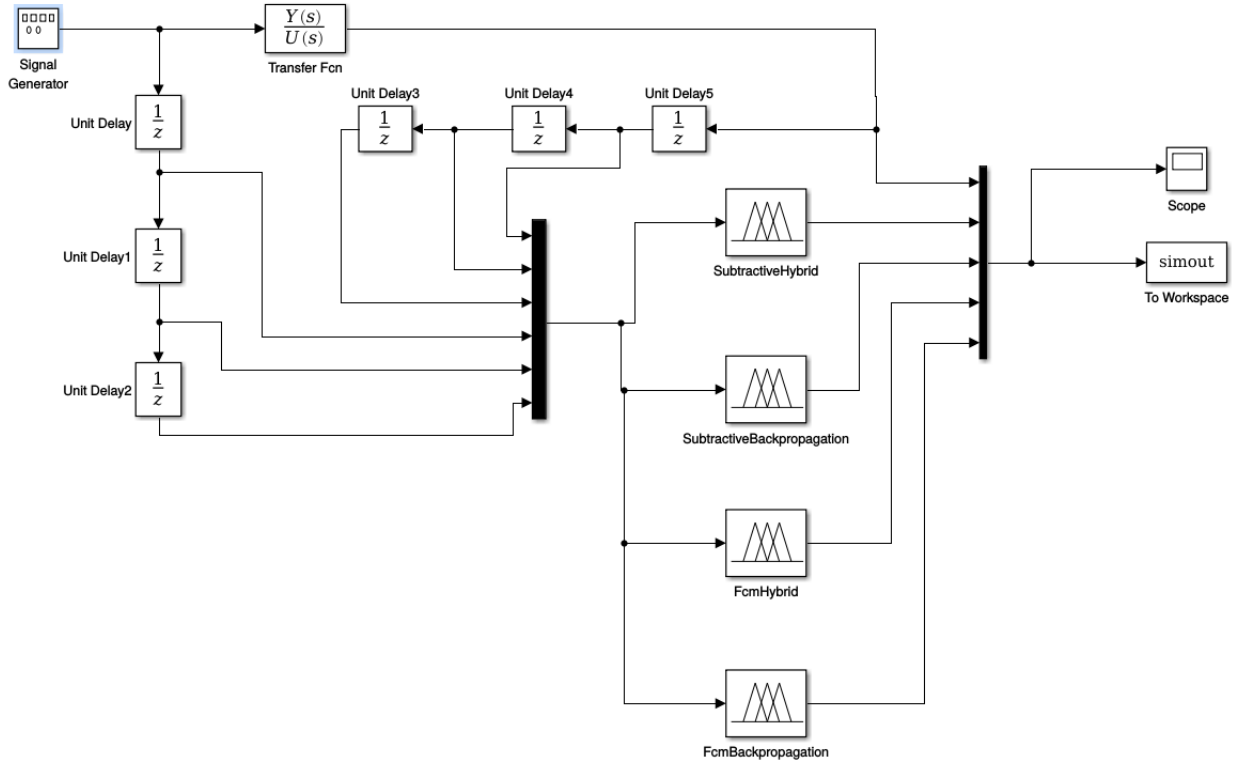 Signal
Generator
Y(s)
U(s)
Transfer Fcn
Unit Delay
1
z
Unit Delay3
1
z
Unit Delay4
1
z
Unit Delay5
1
z
Unit Delay1
1
z
Unit Delay2
1
z
SubtractiveHybrid
SubtractiveBackpropagation
FcmHybrid
FcmBackpropagation
Scope
simout
To Workspace